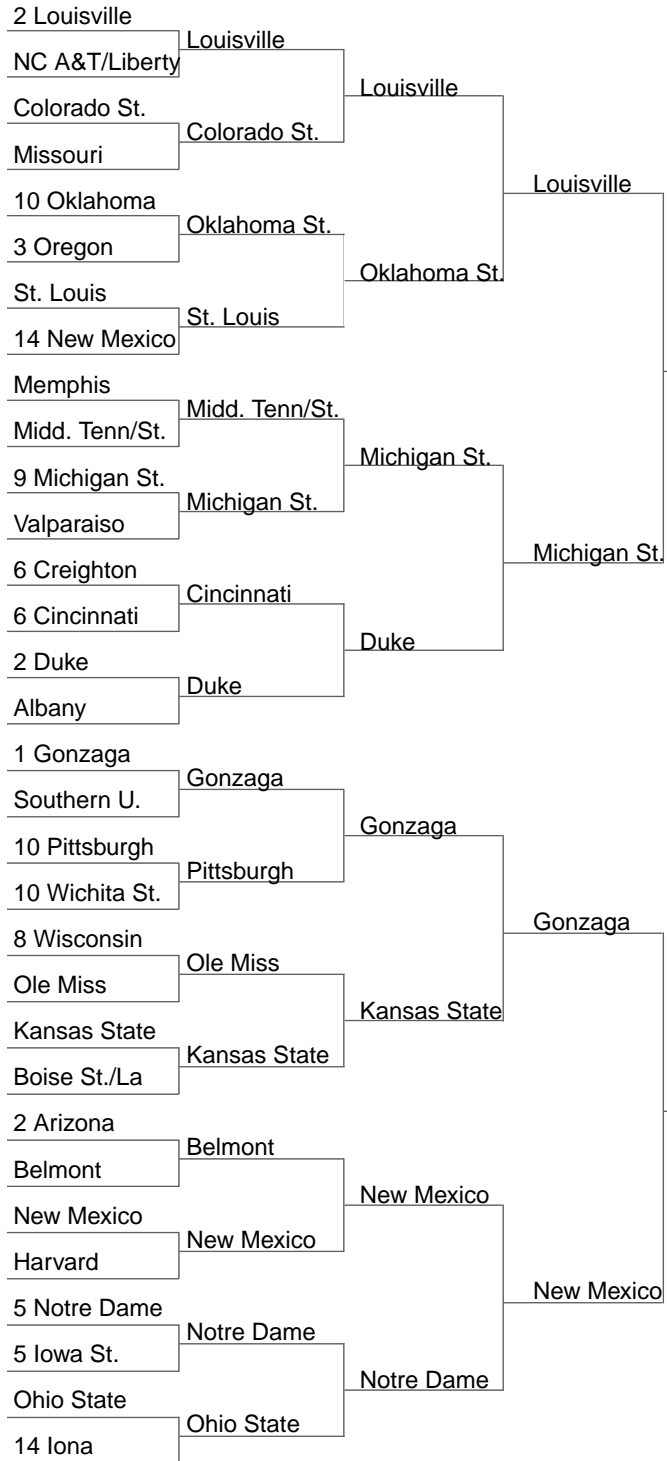 2 Louisville
NC A&T/Liberty
Colorado St.
Missouri
10 Oklahoma
3 Oregon
St. Louis
14 New Mexico
Memphis
Midd. Tenn/St.
9 Michigan St.
Valparaiso
6 Creighton
6 Cincinnati
2 Duke
Albany
1 Gonzaga
Southern U.
10 Pittsburgh
10 Wichita St.
8 Wisconsin
Ole Miss
Kansas State
Boise St./La
2 Arizona
Belmont
New Mexico
Harvard
5 Notre Dame
5 Iowa St.
Ohio State
14 Iona
Louisville
Colorado St.
Oklahoma St.
St. Louis
Midd. Tenn/St.
Michigan St.
Cincinnati
Duke
Gonzaga
Pittsburgh
Ole Miss
Kansas State
Belmont
New Mexico
Notre Dame
Ohio State
Louisville
Oklahoma St.
Michigan St.
Duke
Gonzaga
Kansas State
New Mexico
Notre Dame
Louisville
Michigan St.
Gonzaga
New Mexico